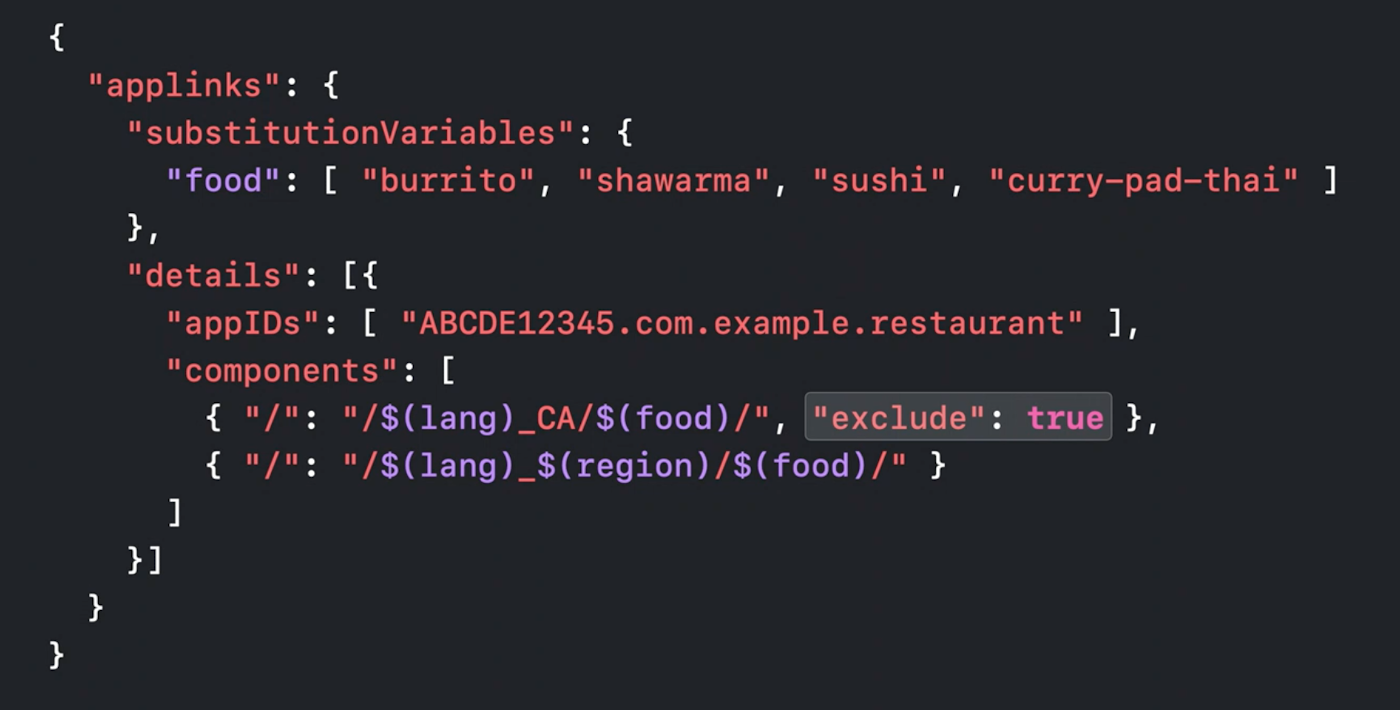 {
"applinks": {
"substitutionVariables": {
"food": [ "burrito", "shawarma", "sushi", "curry-pad-thai" ]
},
"details": [{
"appIDs": [ "ABCDE12345.com.example.restaurant" ],
"components": [
{ "/": "/$(lang)_CA/$(food)/", "exclude": true },
{ "/": "/$(lang)_$(region)/$(food)/" }
]
}]
}
}